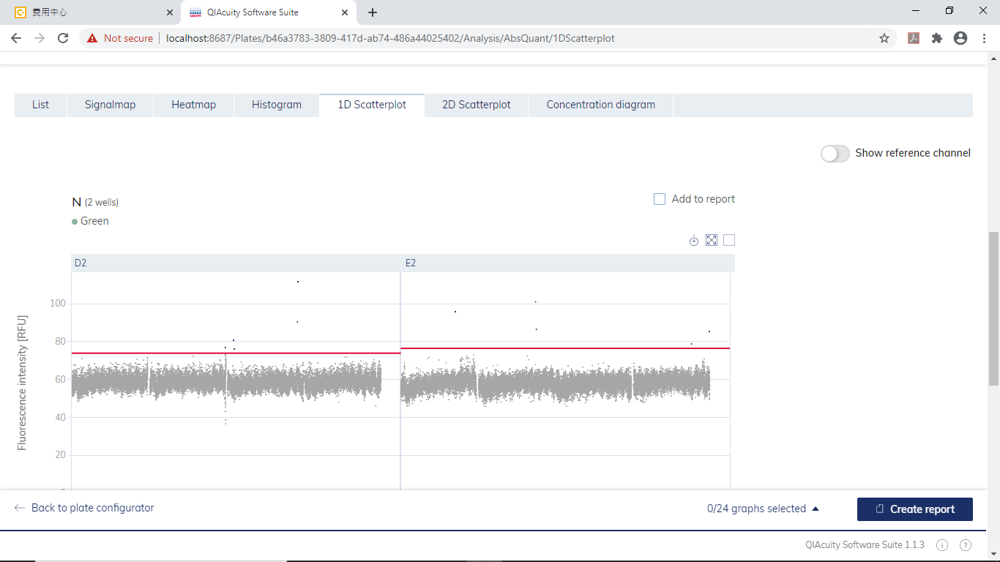 费用中心
QIAcuity Software Suite
Not secure localhost:8687/Plates/b46a3783-3809-417d-ab74-486a44025402/Analysis/AbsQuant/1DScatterplot
List Signalmap Heatmap Histogram 1D Scatterplot 2D Scatterplot Concentration diagram
Show reference channel
N (2 wells)
Add to report
Green
D2 E2
Fluorescence intensity [RFU]
100
80
60
40
20
Back to plate configurator
0/24 graphs selected
Create report
QIAcuity Software Suite 1.1.3